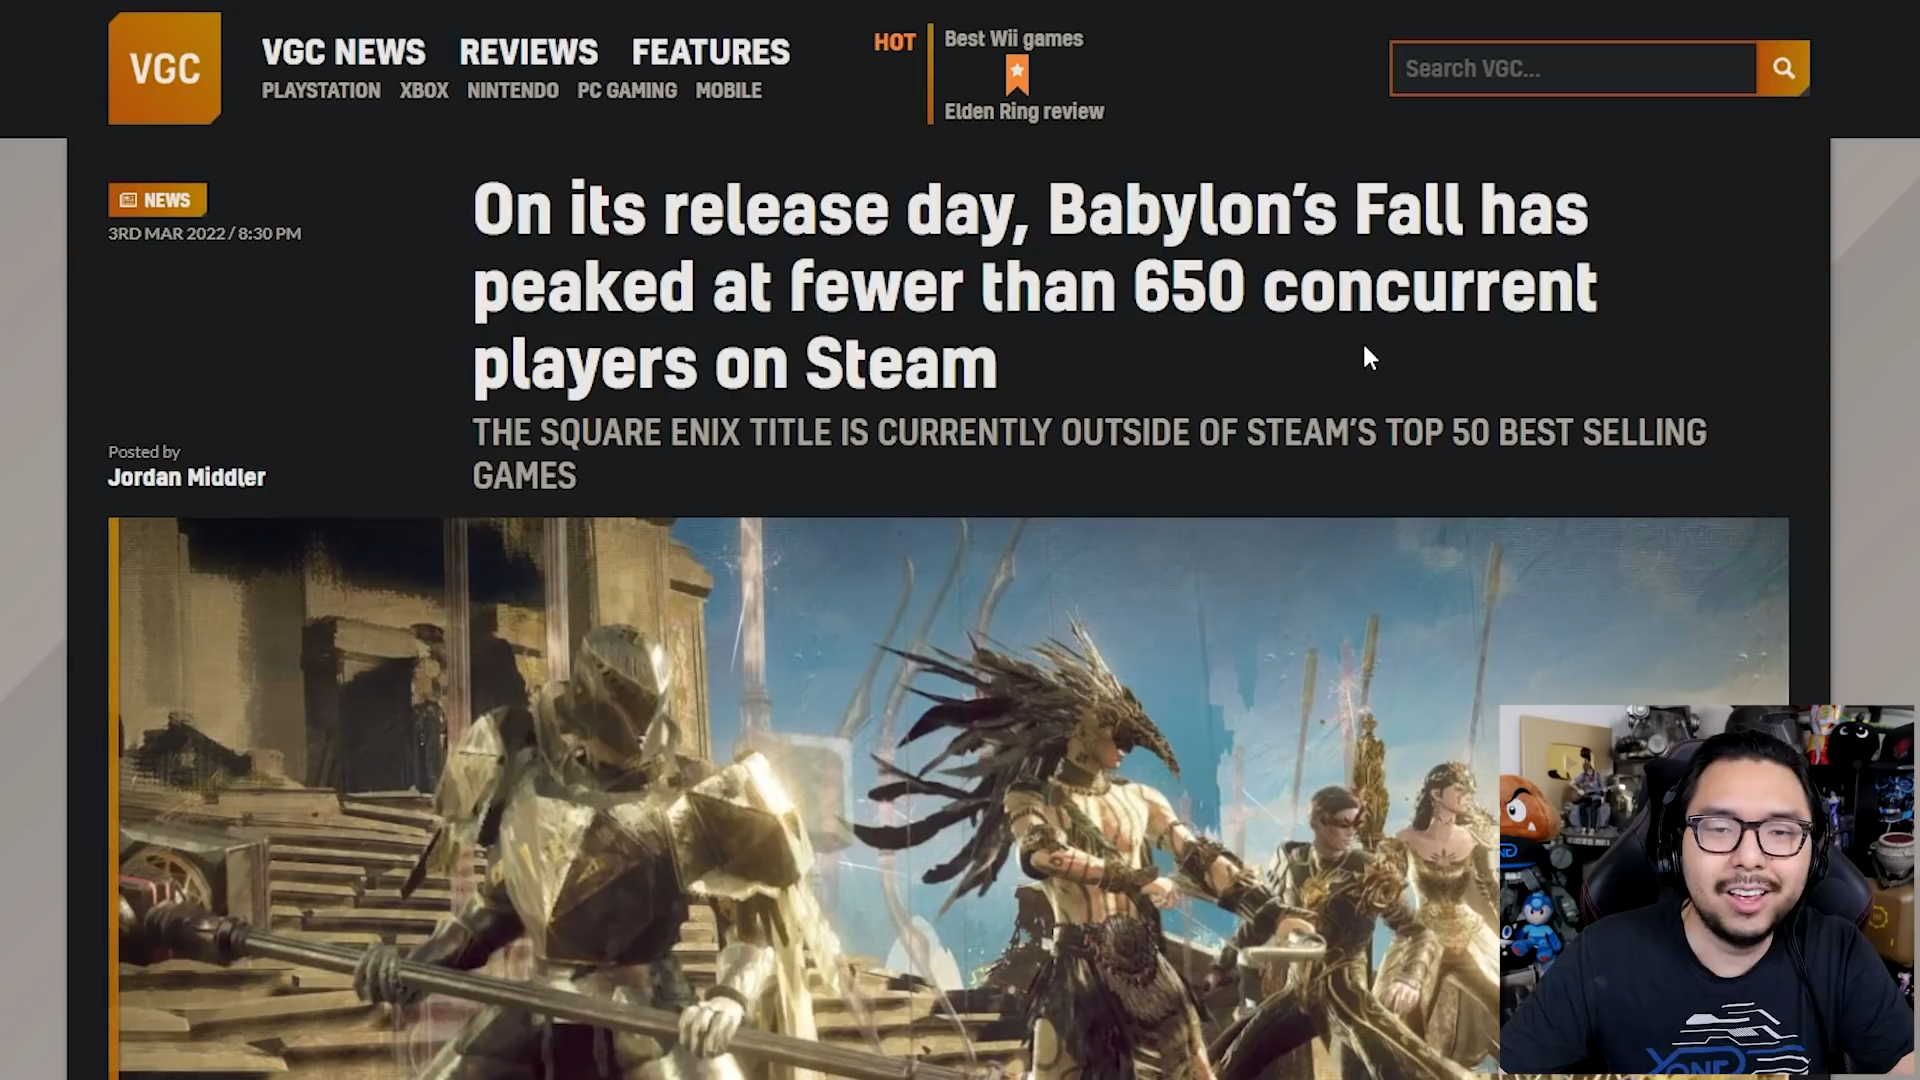 VGC
VGC NEWS REVIEWS FEATURES
PLAYSTATION XBOX NINTENDO PC GAMING MOBILE
HOT
Best Wii games
Elden Ring review
Search VGC...
NEWS
3RD MAR 2022 / 8:30 PM
On its release day, Babylon's Fall has
peaked at fewer than 650 concurrent
players on Steam
THE SQUARE ENIX TITLE IS CURRENTLY OUTSIDE OF STEAM'S TOP 50 BEST SELLING
GAMES
Posted by
Jordan Middler